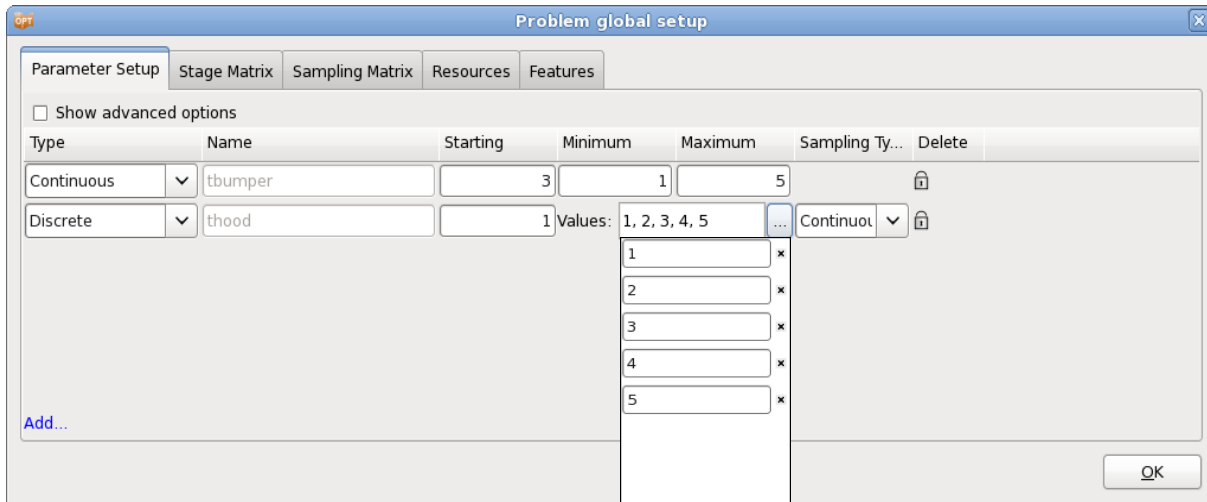 OPT Problem global setup
Parameter Setup Stage Matrix Sampling Matrix Resources Features
Show advanced options
Type Name Starting Minimum Maximum Sampling Ty... Delete
Continuous tbumper 3 1 5
Discrete thood 1 Values: 1, 2, 3, 4, 5 ... Continuou
1
2
3
4
5
Add...
OK